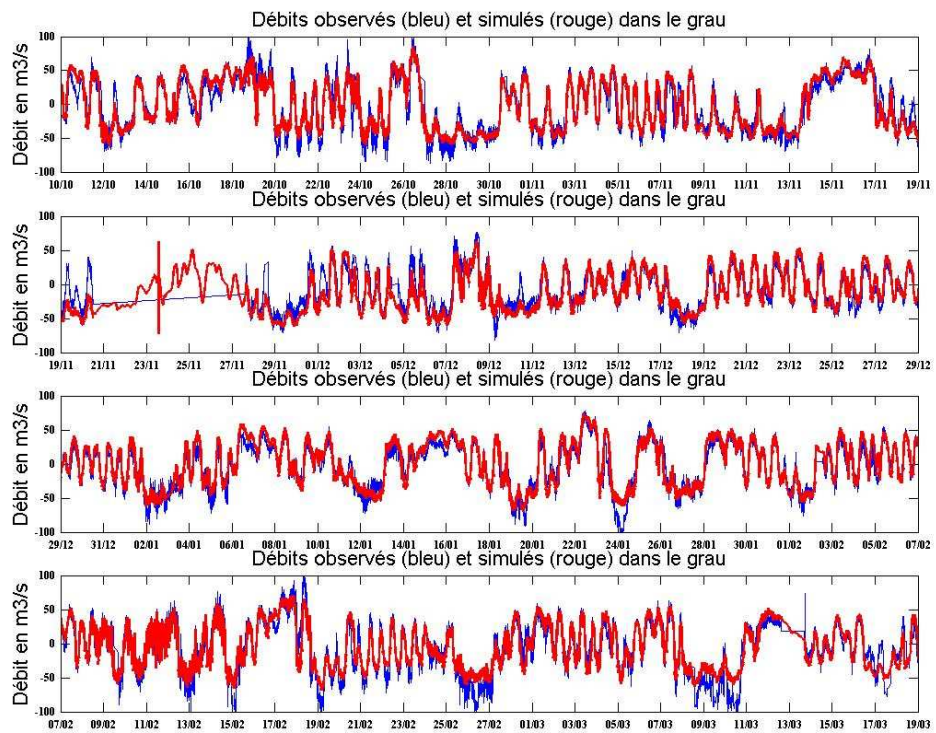 Débits observés (bleu) et simulés (rouge) dans le grau
Débit en m3/s
100
50
0
-50
-100
10/10 12/10 14/10 16/10 18/10 20/10 22/10 24/10 26/10 28/10 30/10 01/11 03/11 05/11 07/11 09/11 11/11 13/11 15/11 17/11 19/11
Débits observés (bleu) et simulés (rouge) dans le grau
Débit en m3/s
100
50
0
-50
-100
19/11 21/11 23/11 25/11 27/11 29/11 01/12 03/12 05/12 07/12 09/12 11/12 13/12 15/12 17/12 19/12 21/12 23/12 25/12 27/12 29/12
Débits observés (bleu) et simulés (rouge) dans le grau
Débit en m3/s
100
50
0
-50
-100
29/12 31/12 02/01 04/01 06/01 08/01 10/01 12/01 14/01 16/01 18/01 20/01 22/01 24/01 26/01 28/01 30/01 01/02 03/02 05/02 07/02
Débits observés (bleu) et simulés (rouge) dans le grau
Débit en m3/s
100
50
0
-50
-100
07/02 09/02 11/02 13/02 15/02 17/02 19/02 21/02 23/02 25/02 27/02 01/03 03/03 05/03 07/03 09/03 11/03 13/03 15/03 17/03 19/03